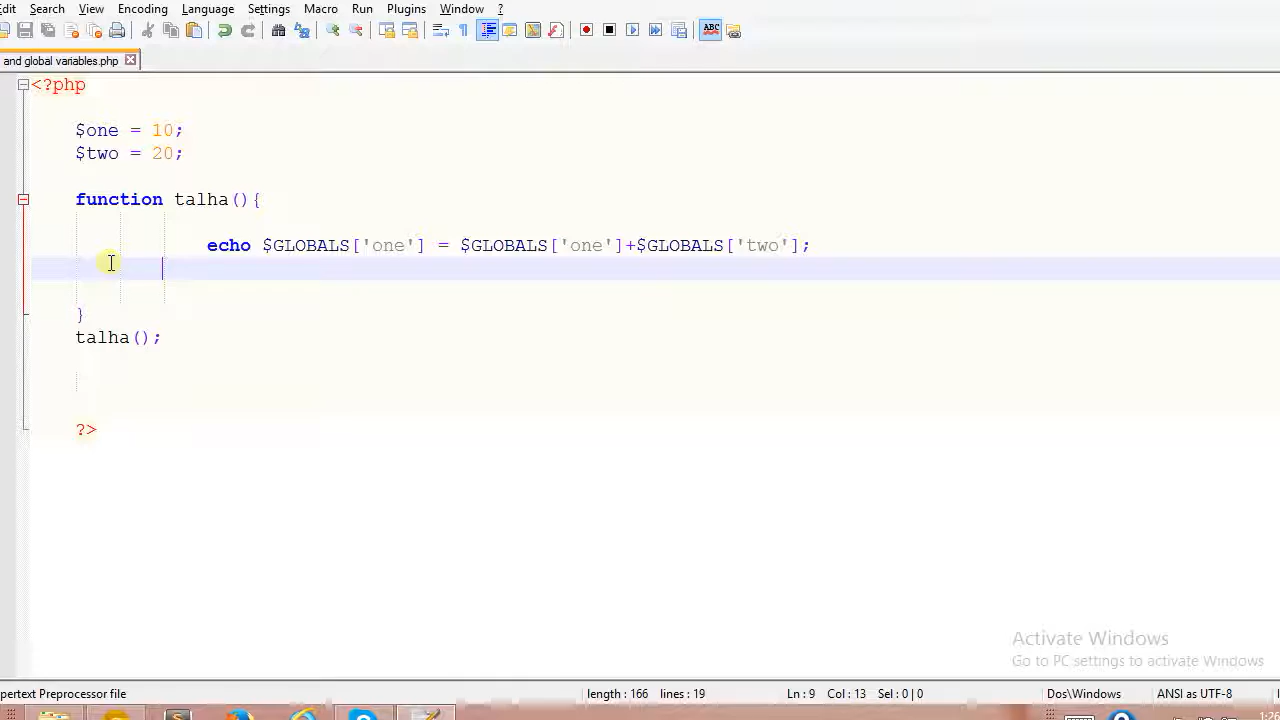 dit Search View Encoding Language Settings Macro Run Plugins Window ?
ABC
and global variables.php
<?php
$one = 10;
$two = 20;
function talha(){
echo $GLOBALS['one'] = $GLOBALS['one']+$GLOBALS['two'];
}
talha();
?>
Activate Windows
Go to PC settings to activate Windows
pertext Preprocessor file length : 166 lines : 19 Ln : 9 Col : 13 Sel : 0 | 0 Dos\Windows ANSI as UTF-8